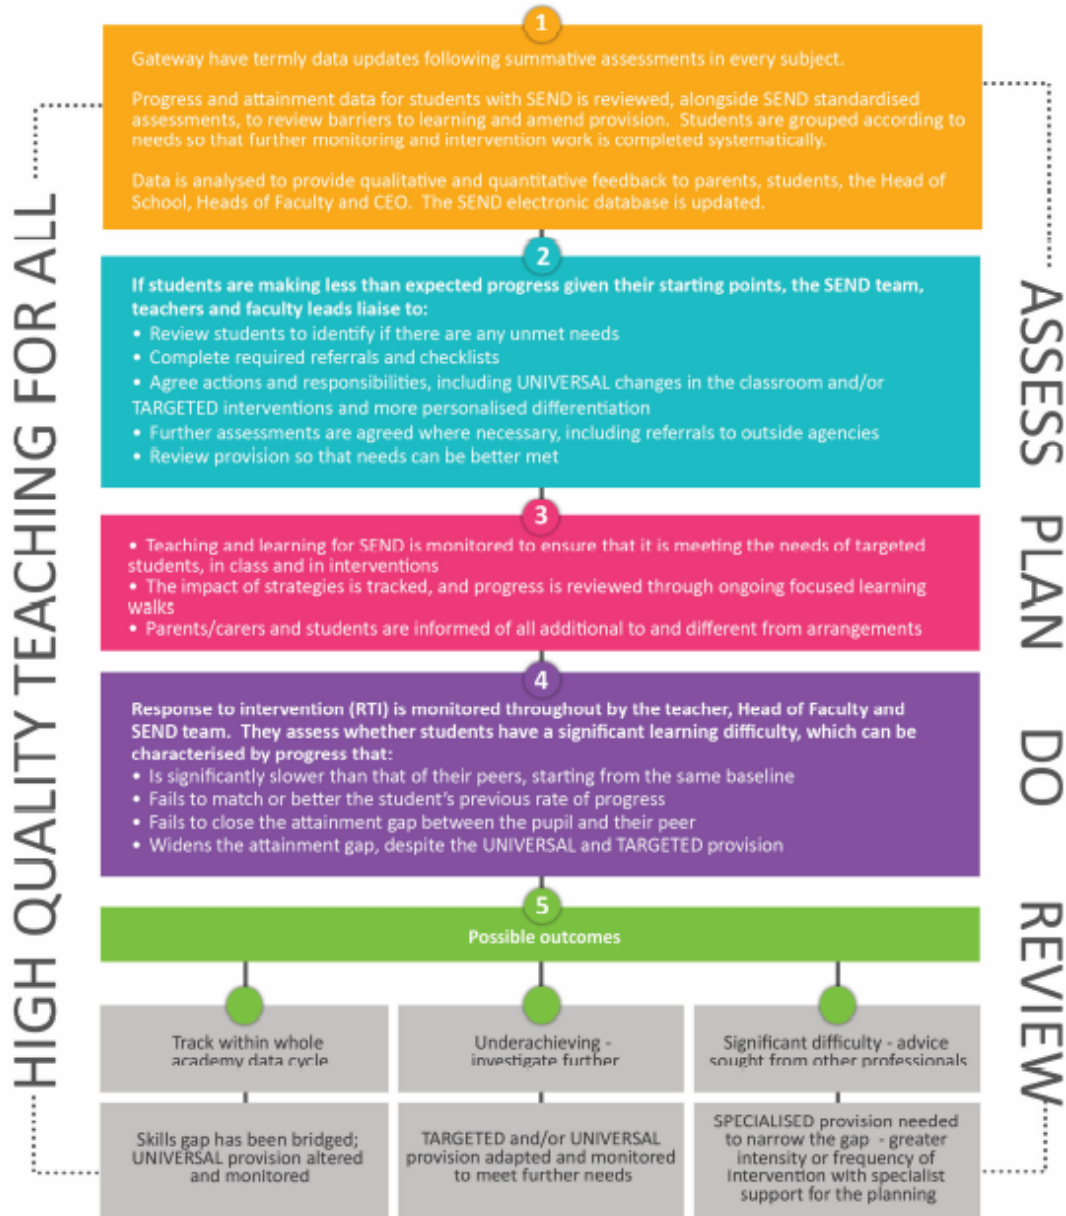 1
Gateway have termly data updates following summative assessments in every subject.
Progress and attainment data for students with SEND is reviewed, alongside SEND standardised
assessments, to review barriers to learning and amend provision. Students are grouped according to
needs so that further monitoring and intervention work is completed systematically.
Data is analysed to provide qualitative and quantitative feedback to parents, students, the Head of
School, Heads of Faculty and CEO. The SEND electronic database is updated.
2
If students are making less than expected progress given their starting points, the SEND team,
teachers and faculty leads liaise to:
• Review students to identify if there are any unmet needs
• Complete required referrals and checklists
• Agree actions and responsibilities, including UNIVERSAL changes in the classroom and/or
TARGETED interventions and more personalised differentiation
• Further assessments are agreed where necessary, including referrals to outside agencies
• Review provision so that needs can be better met
3
• Teaching and learning for SEND is monitored to ensure that it is meeting the needs of targeted
students, in class and in interventions
• The impact of strategies is tracked, and progress is reviewed through ongoing focused learning
walks
• Parents/carers and students are informed of all additional to and different from arrangements
4
Response to intervention (RTI) is monitored throughout by the teacher, Head of Faculty and
SEND team. They assess whether students have a significant learning difficulty, which can be
characterised by progress that:
• Is significantly slower than that of their peers, starting from the same baseline
• Fails to match or better the student's previous rate of progress
• Fails to close the attainment gap between the pupil and their peer
• Widens the attainment gap, despite the UNIVERSAL and TARGETED provision
5
Possible outcomes
Track within whole
academy data cycle
Underachieving -
investigate further
Significant difficulty - advice
sought from other professionals
Skills gap has been bridged;
UNIVERSAL provision altered
and monitored
TARGETED and/or UNIVERSAL
provision adapted and monitored
to meet further needs
SPECIALISED provision needed
to narrow the gap - greater
intensity or frequency of
intervention with specialist
support for the planning
HIGH QUALITY TEACHING FOR ALL
ASSESS PLAN DO REVIEW